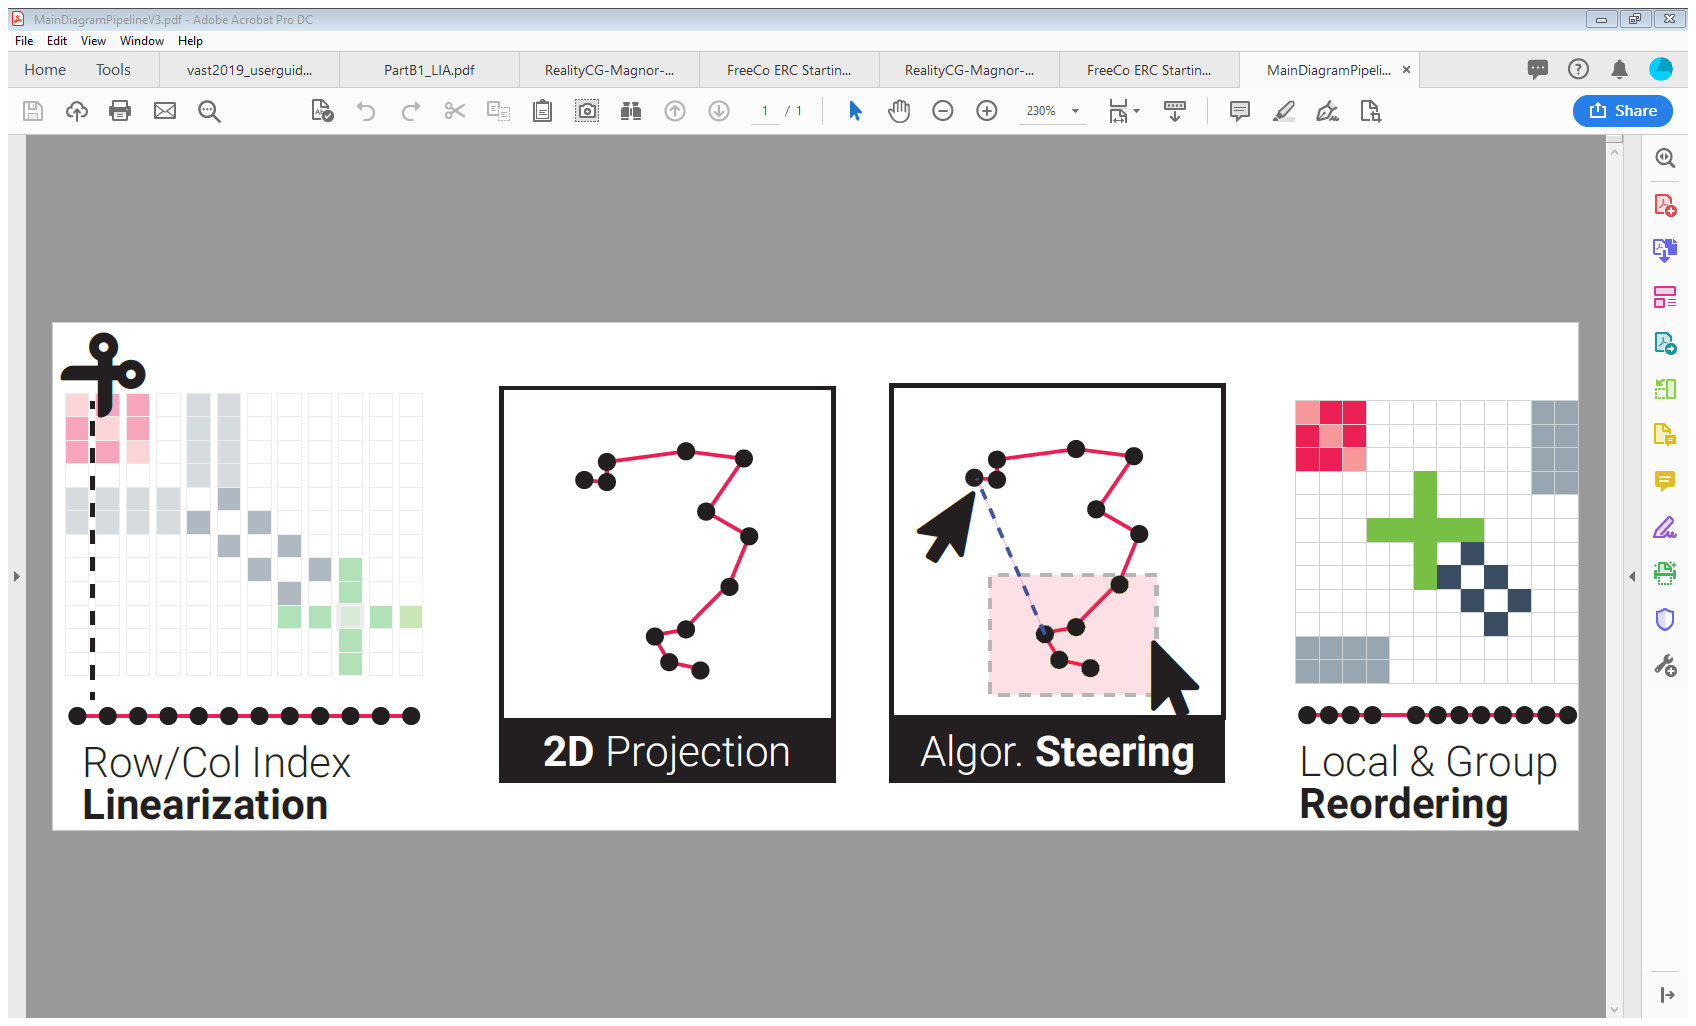 MainDiagramPipelineV3.pdf - Adobe Acrobat Pro DC
File Edit View Window Help
Home Tools vast2019_userguid... PartB1_LIA.pdf RealityCG-Magnor-... FreeCo ERC Startin... RealityCG-Magnor-... FreeCo ERC Startin... MainDiagramPipeli... ×
1 / 1 230% Share
Row/Col Index
Linearization
2D Projection
Algor. Steering
Local & Group
Reordering